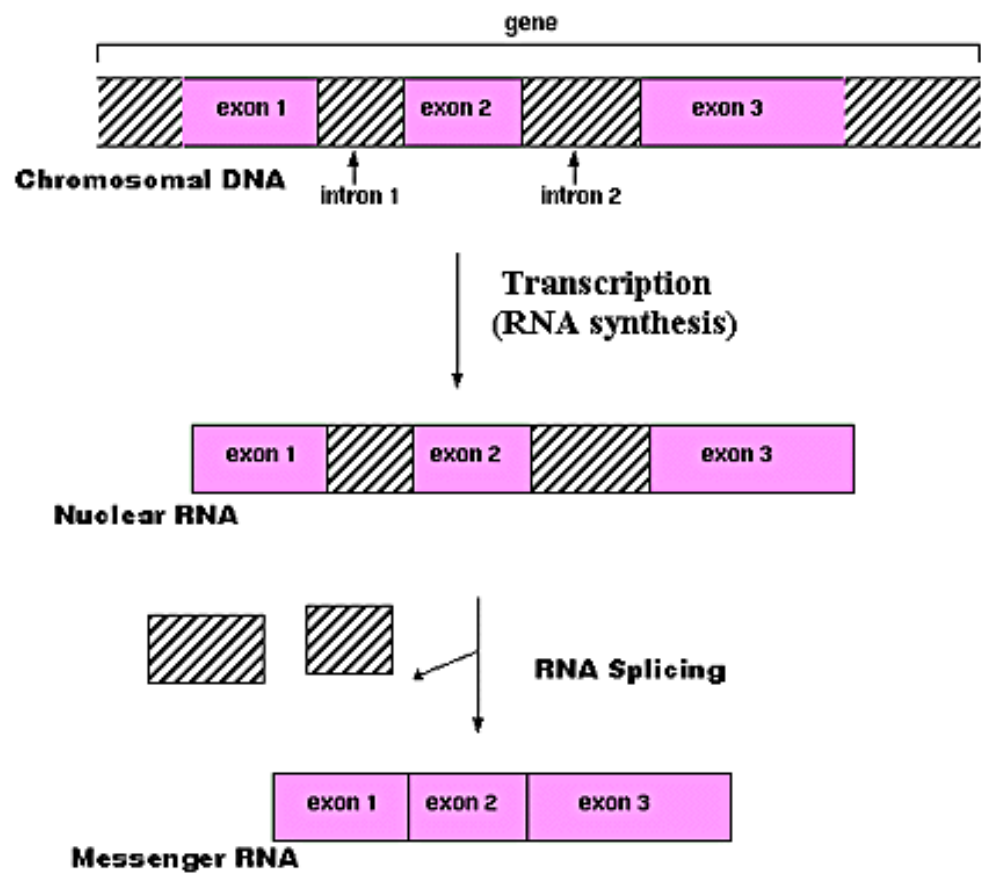 gene
exon 1
exon 2
exon 3
Chromosomal DNA
intron 1
intron 2
Transcription
(RNA synthesis)
exon 1
exon 2
exon 3
Nuclear RNA
RNA Splicing
exon 1
exon 2
exon 3
Messenger RNA